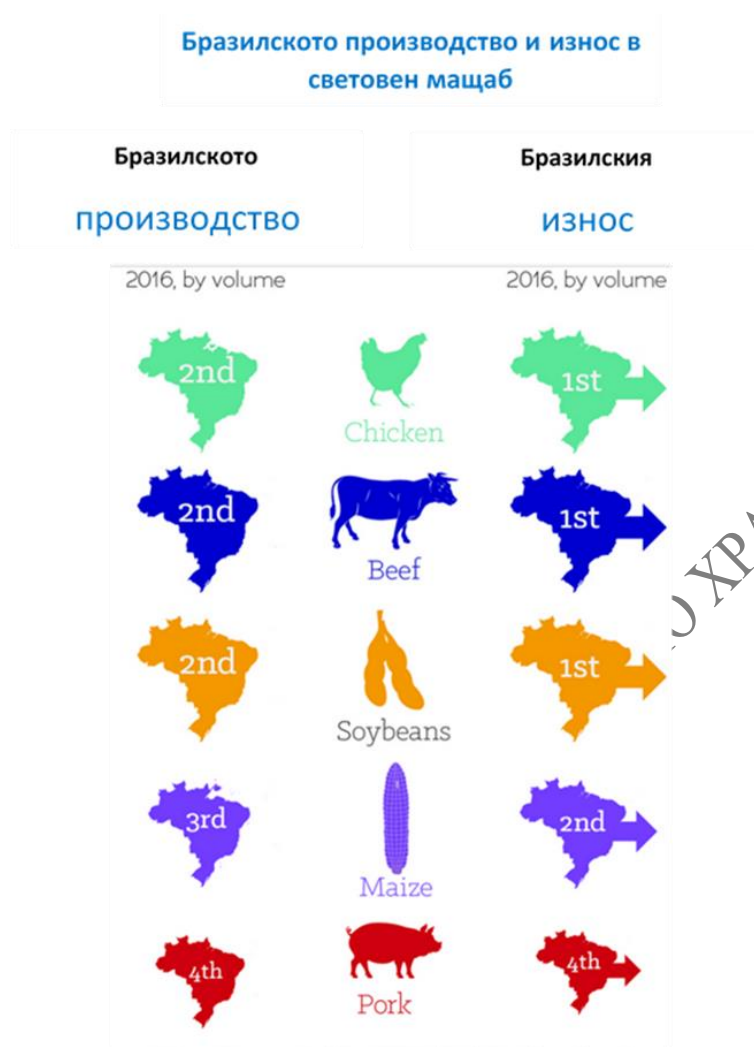 Бразилското производство и износ в
световен мащаб
Бразилското
производство
Бразилския
износ
2016, by volume
2016, by volume
2nd
Chicken
1st
2nd
Beef
1st
2nd
Soybeans
1st
3rd
Maize
2nd
4th
Pork
4th